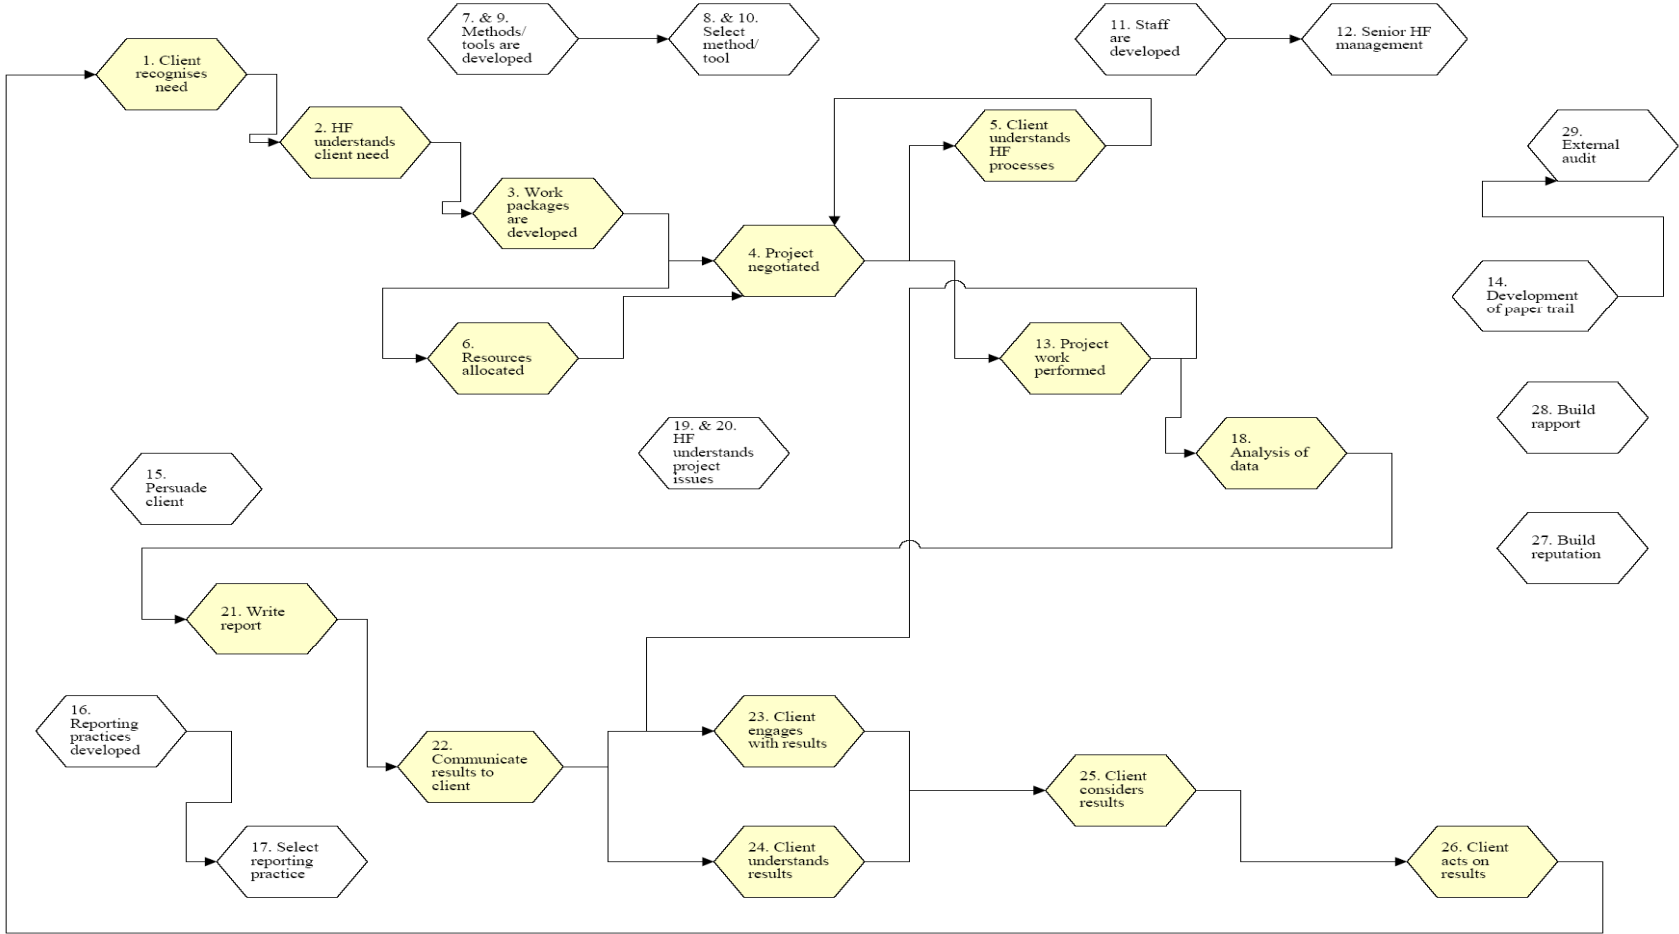 7. & 9.
Methods/
tools are
developed
8. & 10.
Select
method/
tool
11. Staff
are
developed
12. Senior HF
management
1. Client
recognises
need
2. HF
understands
client need
5. Client
understands
HF
processes
29.
External
audit
3. Work
packages
are
developed
4. Project
negotiated
14.
Development
of paper trail
6.
Resources
allocated
13. Project
work
performed
28. Build
rapport
19. & 20.
HF
understands
project
issues
18.
Analysis of
data
15.
Persuade
client
27. Build
reputation
21. Write
report
16.
Reporting
practices
developed
22.
Communicate
results to
client
23. Client
engages
with results
25. Client
considers
results
17. Select
reporting
practice
24. Client
understands
results
26. Client
acts on
results